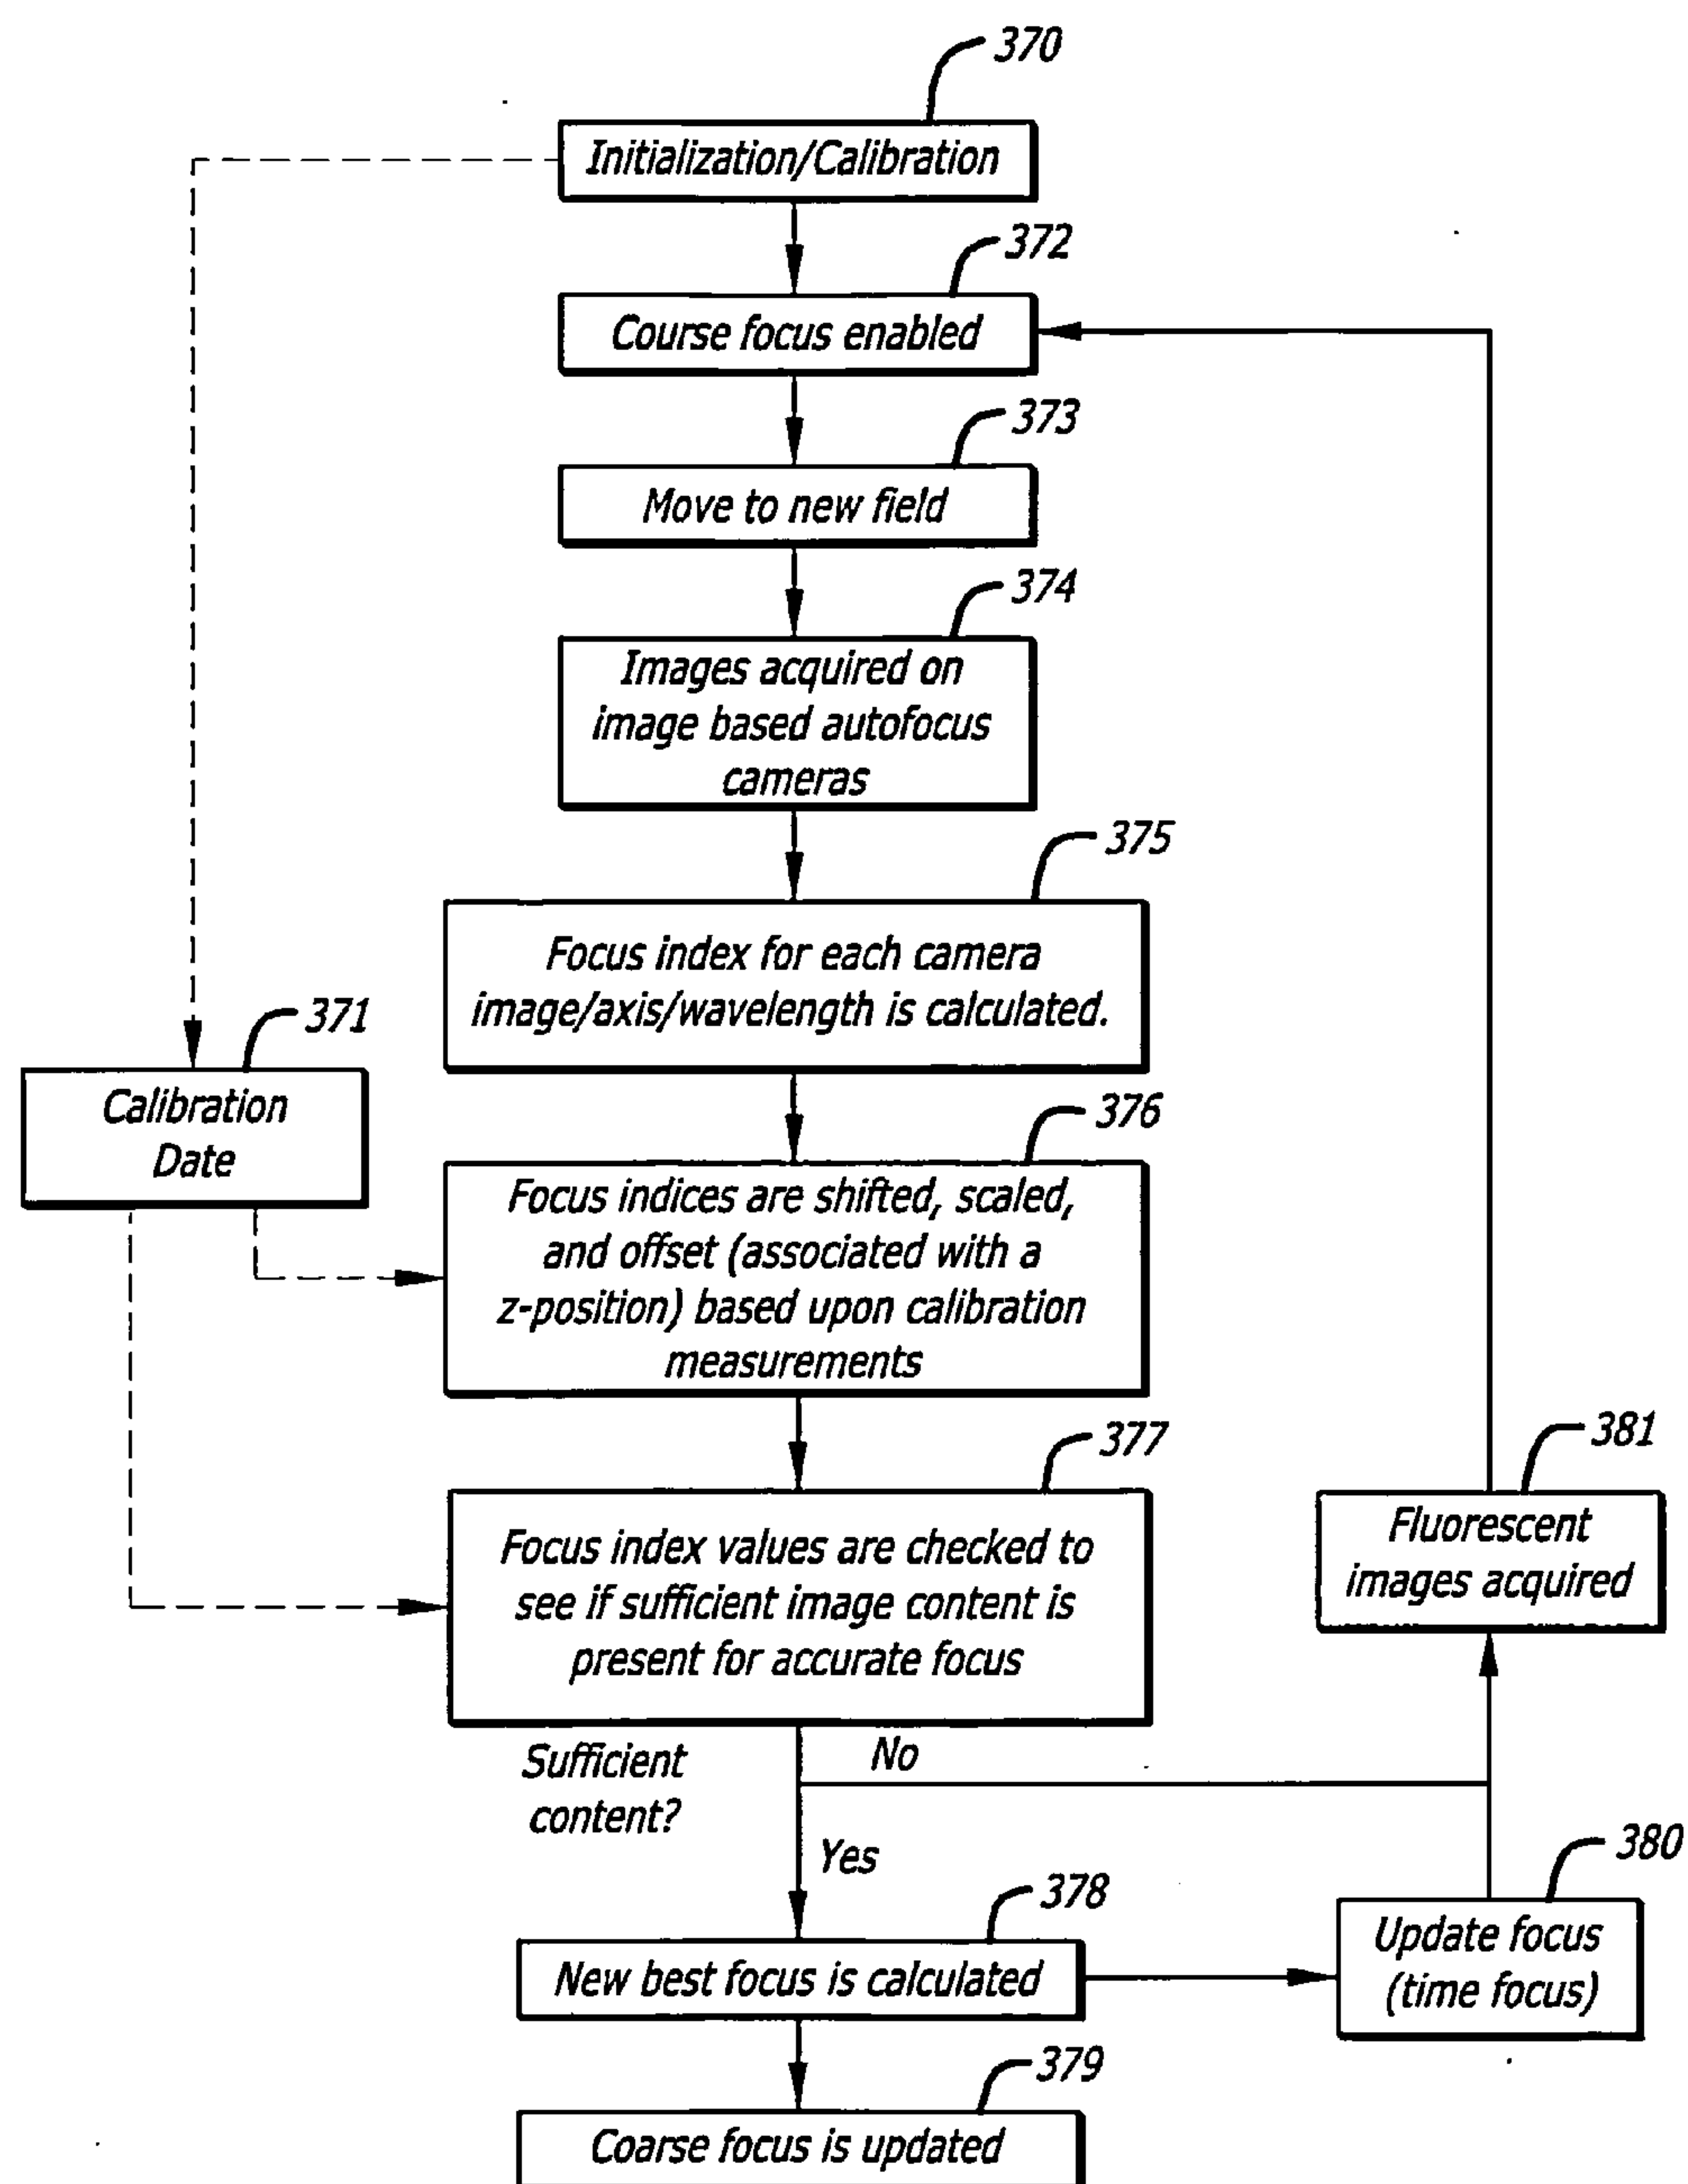 370
Initialization/Calibration
372
Course focus enabled
373
Move to new field
374
Images acquired on
image based autofocus
cameras
375
Focus index for each camera
image/axis/wavelength is calculated.
371
Calibration
Date
376
Focus indices are shifted, scaled,
and offset (associated with a
z-position) based upon calibration
measurements
377
Focus index values are checked to
see if sufficient image content is
present for accurate focus
381
Fluorescent
images acquired
Sufficient
content?
No
Yes
378
New best focus is calculated
380
Update focus
(time focus)
379
Coarse focus is updated